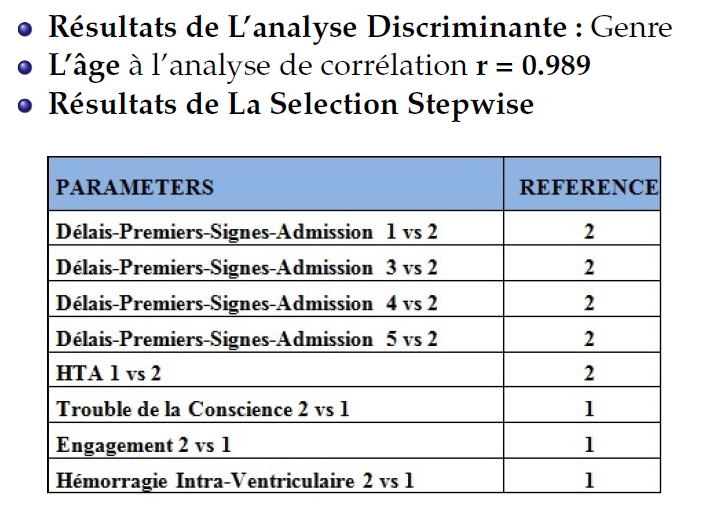 Résultats de L'analyse Discriminante : Genre
L'âge à l'analyse de corrélation r = 0.989
Résultats de La Selection Stepwise
PARAMETERS REFERENCE
Délais-Premiers-Signes-Admission 1 vs 2 2
Délais-Premiers-Signes-Admission 3 vs 2 2
Délais-Premiers-Signes-Admission 4 vs 2 2
Délais-Premiers-Signes-Admission 5 vs 2 2
HTA 1 vs 2 2
Trouble de la Conscience 2 vs 1 1
Engagement 2 vs 1 1
Hémorragie Intra-Ventriculaire 2 vs 1 1